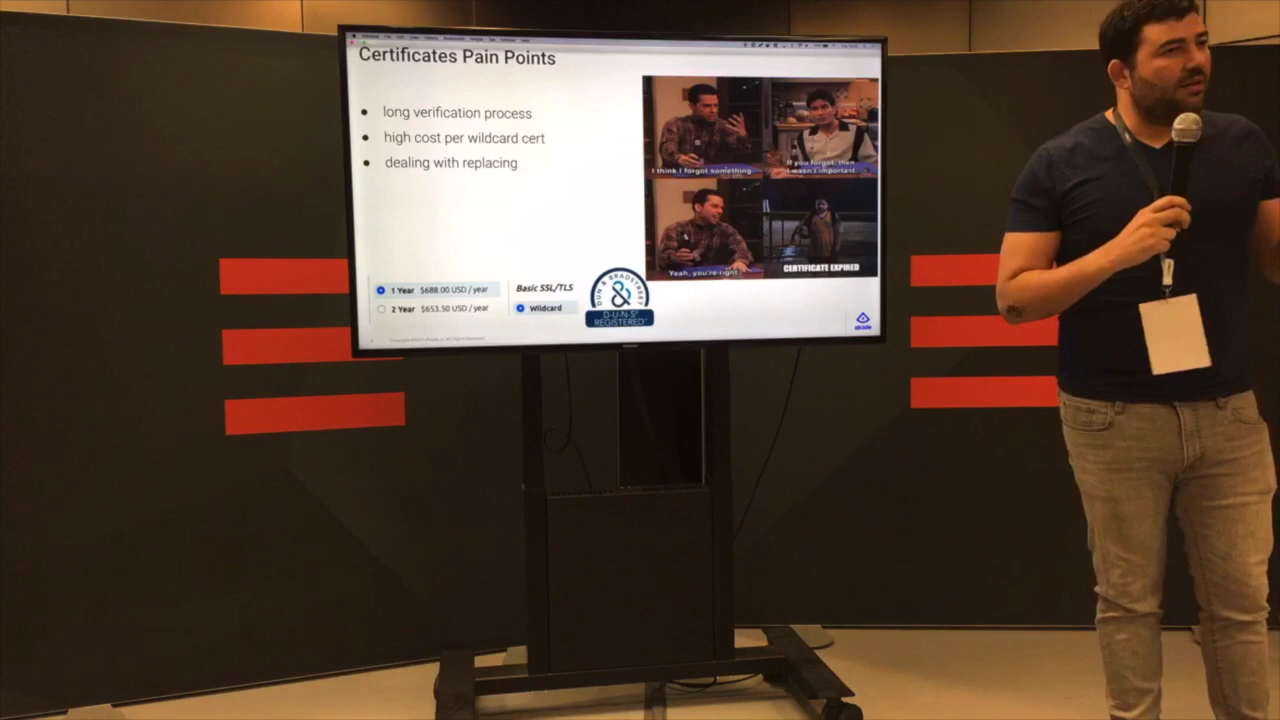 Certificates Pain Points
long verification process
high cost per wildcard cert
dealing with replacing
I think I forgot something
If you forgot, then
I wasn't important
Yeah, you're right
CERTIFICATE EXPIRED
1 Year $688.00 USD / year
2 Year $653.50 USD / year
Basic SSL/TLS
Wildcard
DUN & BRADSTREET
&
D-U-N-S®
REGISTERED™